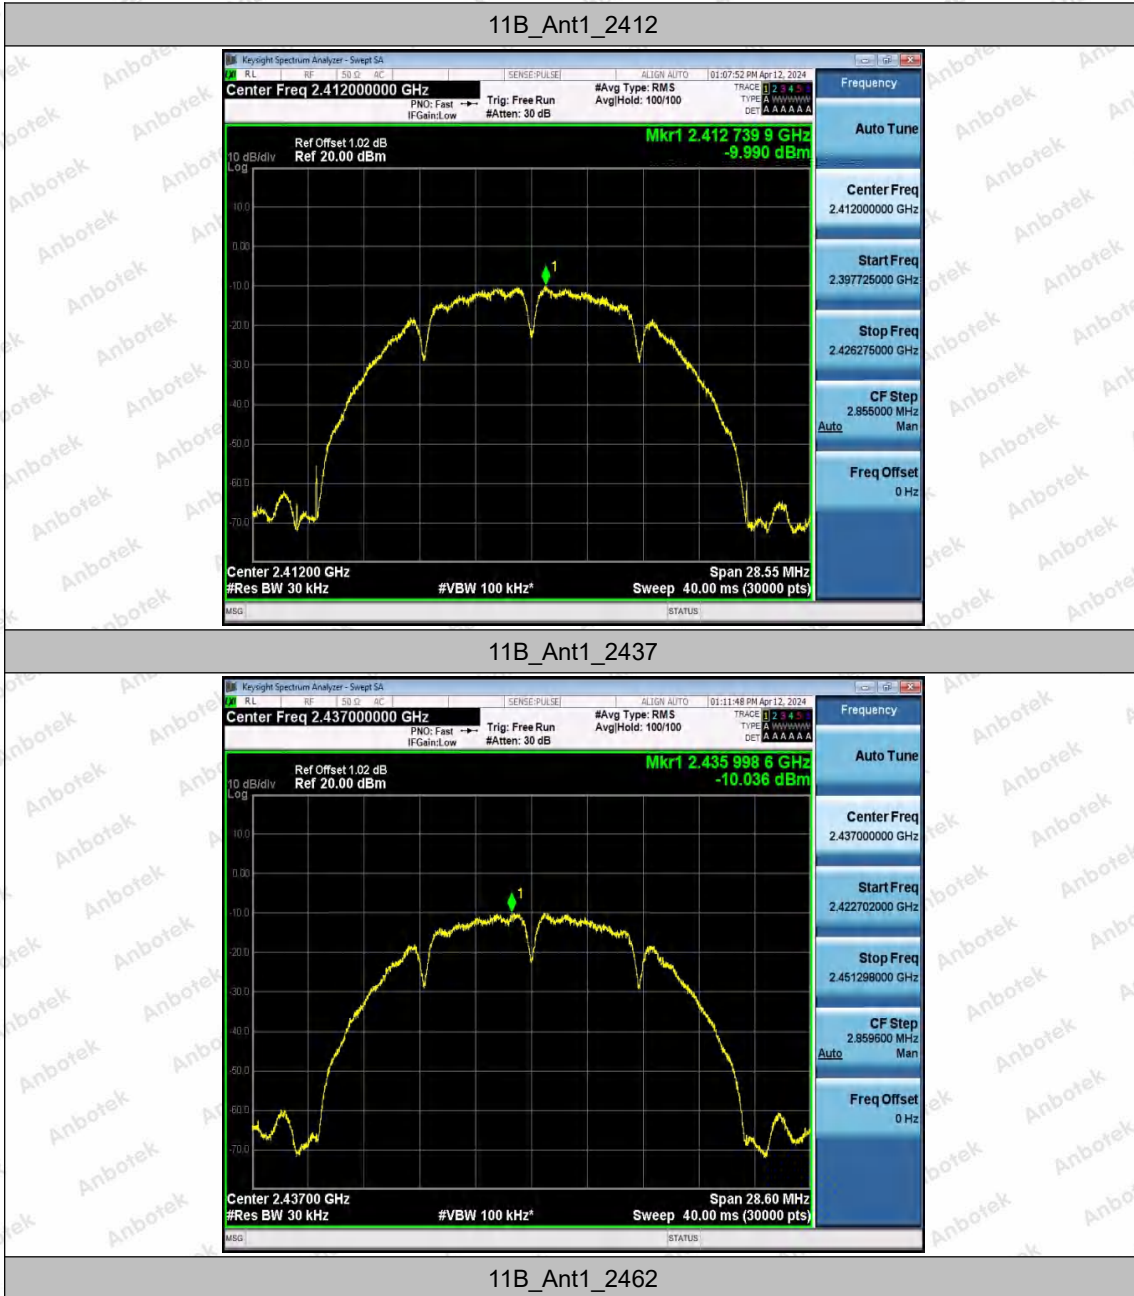 11B_Ant1_2412
Keysight Spectrum Analyzer - Swept SA
RL RF 50 Ω AC SENSE:PULSE ALIGN AUTO 01:07:52 PM Apr 12, 2024
Center Freq 2.412000000 GHz
PNO: Fast
IFGain:Low
Trig: Free Run
#Atten: 30 dB
#Avg Type: RMS
Avg|Hold: 100/100
TRACE 1 2 3 4 5 6
TYPE A WWWWW
DET A A A A A A
Mkr1 2.412 739 9 GHz
-9.990 dBm
Ref Offset 1.02 dB
10 dB/div Ref 20.00 dBm
Log
10.0
0.00
-10.0
-20.0
-30.0
-40.0
-50.0
-60.0
-70.0
1
Center 2.41200 GHz Span 28.55 MHz
#Res BW 30 kHz #VBW 100 kHz* Sweep 40.00 ms (30000 pts)
MSG STATUS
Frequency
Auto Tune
Center Freq
2.412000000 GHz
Start Freq
2.397725000 GHz
Stop Freq
2.426275000 GHz
CF Step
2.855000 MHz
Auto Man
Freq Offset
0 Hz
11B_Ant1_2437
Keysight Spectrum Analyzer - Swept SA
RL RF 50 Ω AC SENSE:PULSE ALIGN AUTO 01:11:48 PM Apr 12, 2024
Center Freq 2.437000000 GHz
PNO: Fast
IFGain:Low
Trig: Free Run
#Atten: 30 dB
#Avg Type: RMS
Avg|Hold: 100/100
TRACE 1 2 3 4 5 6
TYPE A WWWWW
DET A A A A A A
Mkr1 2.435 998 6 GHz
-10.036 dBm
Ref Offset 1.02 dB
10 dB/div Ref 20.00 dBm
Log
10.0
0.00
-10.0
-20.0
-30.0
-40.0
-50.0
-60.0
-70.0
1
Center 2.43700 GHz Span 28.60 MHz
#Res BW 30 kHz #VBW 100 kHz* Sweep 40.00 ms (30000 pts)
MSG STATUS
Frequency
Auto Tune
Center Freq
2.437000000 GHz
Start Freq
2.422702000 GHz
Stop Freq
2.451298000 GHz
CF Step
2.859600 MHz
Auto Man
Freq Offset
0 Hz
11B_Ant1_2462
Anbotek